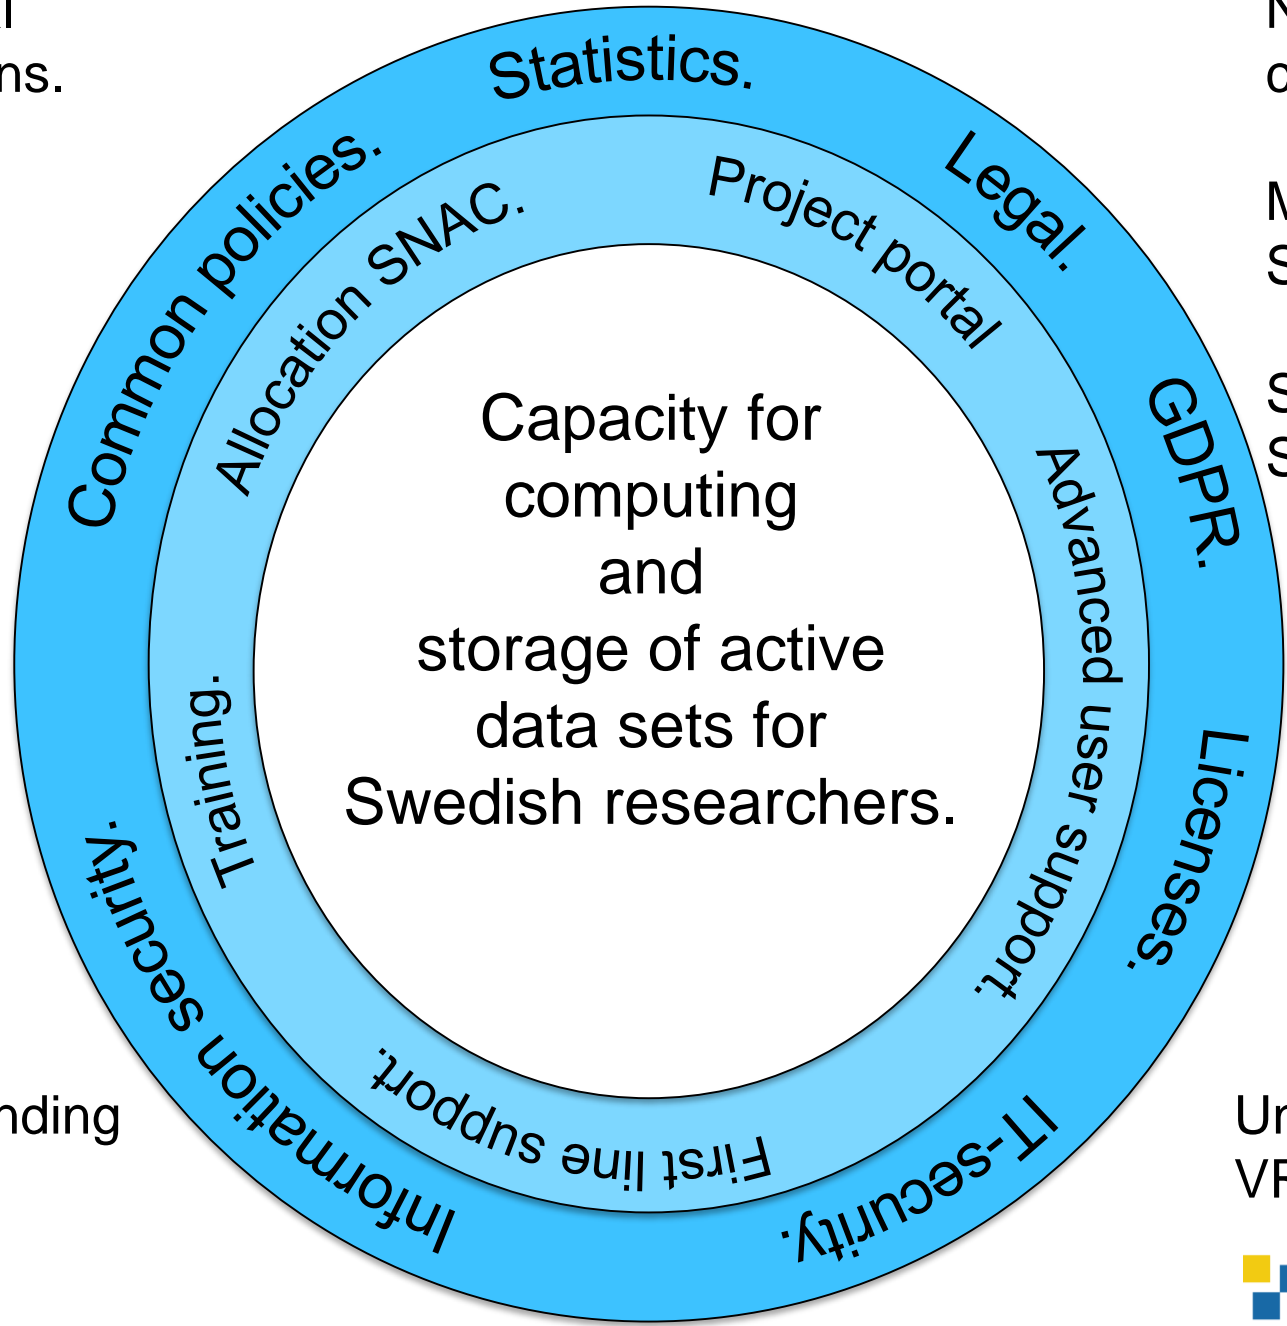 ns.
Statistics.
Legal.
GDPR.
Licenses.
IT-security.
Information security.
Common policies.
Allocation SNAC.
Project portal
Advanced user support.
First line support.
Training.
Capacity for
computing
and
storage of active
data sets for
Swedish researchers.
nding